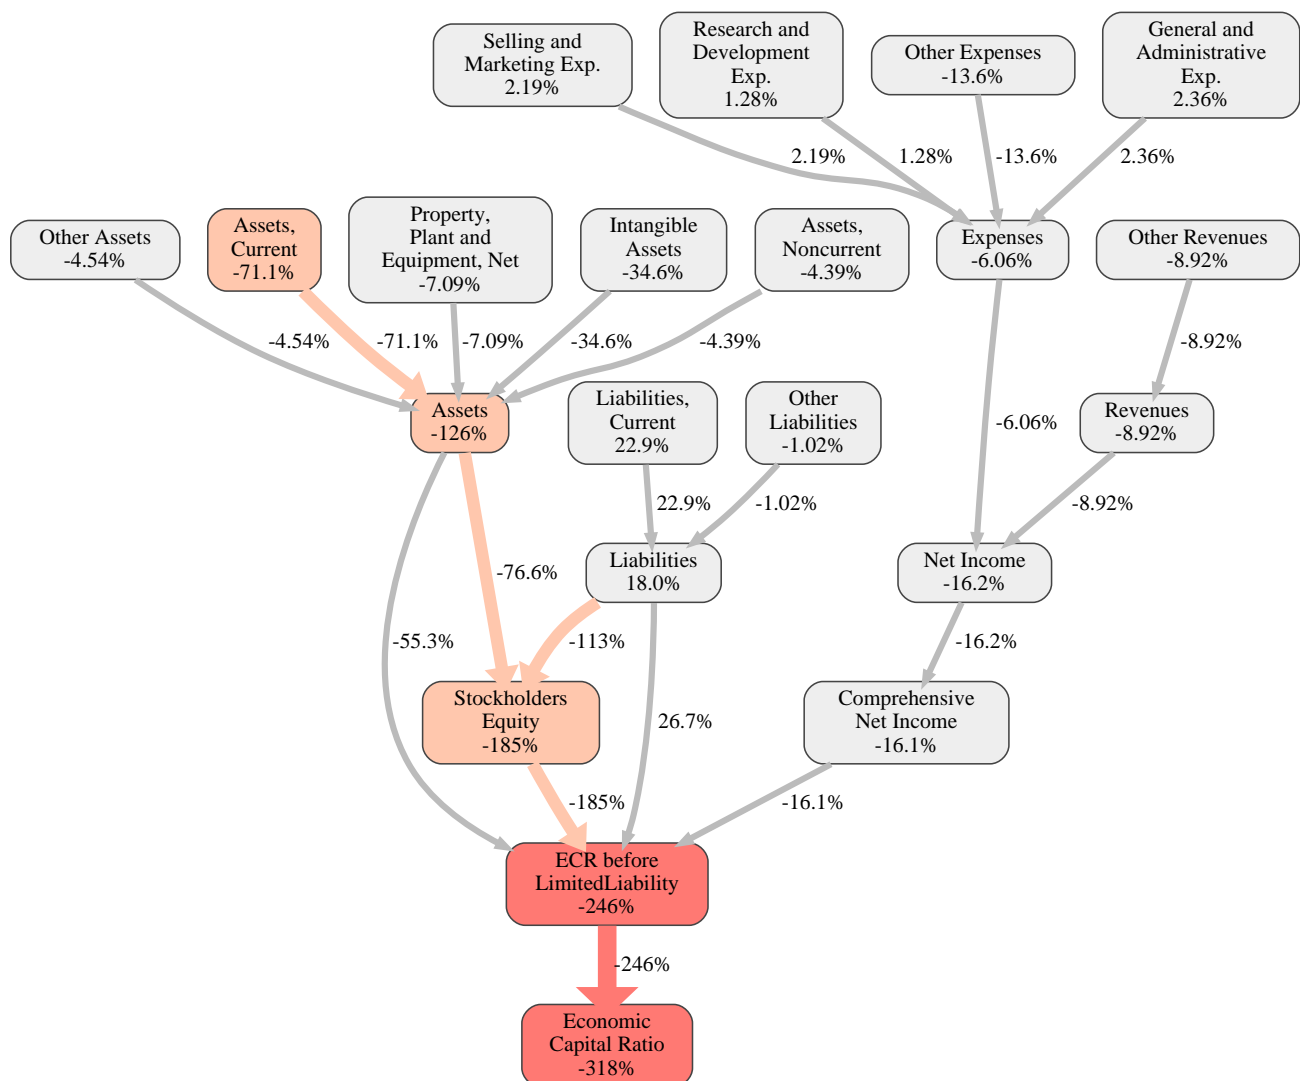 Selling and
Marketing Exp.
2.19%
Research and
Development
Exp.
1.28%
Other Expenses
-13.6%
General and
Administrative
Exp.
2.36%
2.19%
1.28%
-13.6%
2.36%
Other Assets
-4.54%
Assets,
Current
-71.1%
Property,
Plant and
Equipment, Net
-7.09%
Intangible
Assets
-34.6%
Assets,
Noncurrent
-4.39%
Expenses
-6.06%
Other Revenues
-8.92%
-4.54%
-71.1%
-7.09%
-34.6%
-4.39%
-8.92%
Assets
-126%
Liabilities,
Current
22.9%
Other
Liabilities
-1.02%
-6.06%
Revenues
-8.92%
22.9%
-1.02%
-8.92%
-76.6%
Liabilities
18.0%
Net Income
-16.2%
-55.3%
-113%
-16.2%
Stockholders
Equity
-185%
26.7%
Comprehensive
Net Income
-16.1%
-185%
-16.1%
ECR before
LimitedLiability
-246%
-246%
Economic
Capital Ratio
-318%